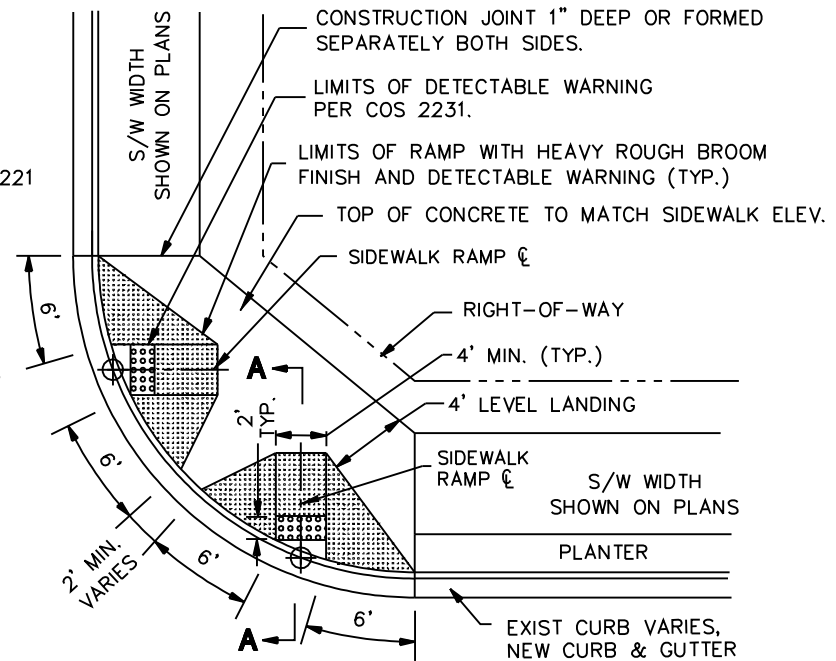 CONSTRUCTION JOINT 1" DEEP OR FORMED
SEPARATELY BOTH SIDES.
S/W WIDTH
SHOWN ON PLANS
LIMITS OF DETECTABLE WARNING
PER COS 2231.
221
LIMITS OF RAMP WITH HEAVY ROUGH BROOM
FINISH AND DETECTABLE WARNING (TYP.)
TOP OF CONCRETE TO MATCH SIDEWALK ELEV.
SIDEWALK RAMP ℄
6'
RIGHT-OF-WAY
A
4' MIN. (TYP.)
2'
TYP.
4' LEVEL LANDING
6'
SIDEWALK
RAMP ℄
S/W WIDTH
SHOWN ON PLANS
2' MIN.
VARIES
6'
PLANTER
A
6'
EXIST CURB VARIES,
NEW CURB & GUTTER